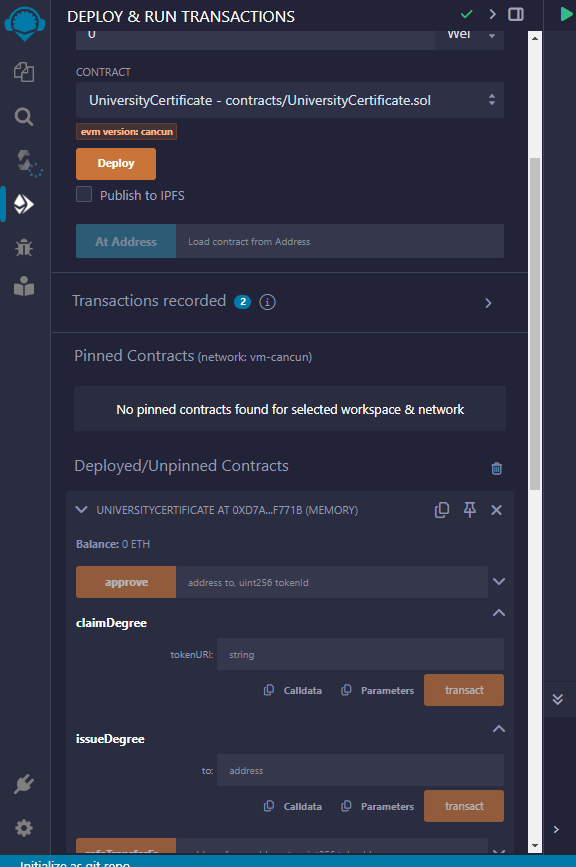 DEPLOY & RUN TRANSACTIONS
0 Wei
CONTRACT
UniversityCertificate - contracts/UniversityCertificate.sol
evm version: cancun
Deploy
Publish to IPFS
At Address Load contract from Address
Transactions recorded 2 i
Pinned Contracts (network: vm-cancun)
No pinned contracts found for selected workspace & network
Deployed/Unpinned Contracts
UNIVERSITYCERTIFICATE AT 0XD7A...F771B (MEMORY)
Balance: 0 ETH
approve address to, uint256 tokenId
claimDegree
tokenURI: string
Calldata Parameters transact
issueDegree
to: address
Calldata Parameters transact
Initialize as git repo